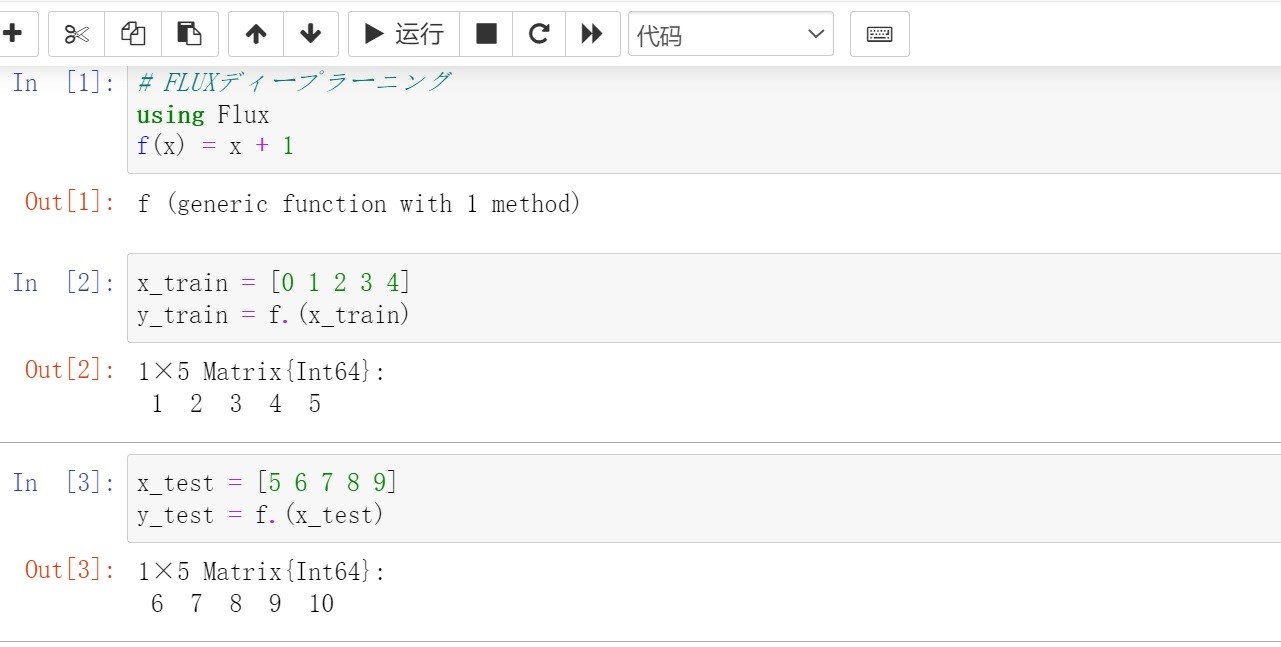 运行
代码
In [1]: # FLUXディープラーニング
using Flux
f(x) = x + 1
Out[1]: f (generic function with 1 method)
In [2]: x_train = [0 1 2 3 4]
y_train = f.(x_train)
Out[2]: 1×5 Matrix{Int64}:
1 2 3 4 5
In [3]: x_test = [5 6 7 8 9]
y_test = f.(x_test)
Out[3]: 1×5 Matrix{Int64}:
6 7 8 9 10